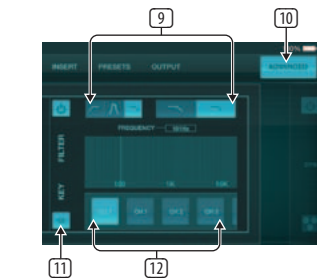 9
10
INSERT PRESETS OUTPUT ADVANCED
FREQUENCY
FILTER
100 1K 10K
KEY
SELF CH 1 CH 2 CH 3
11
12